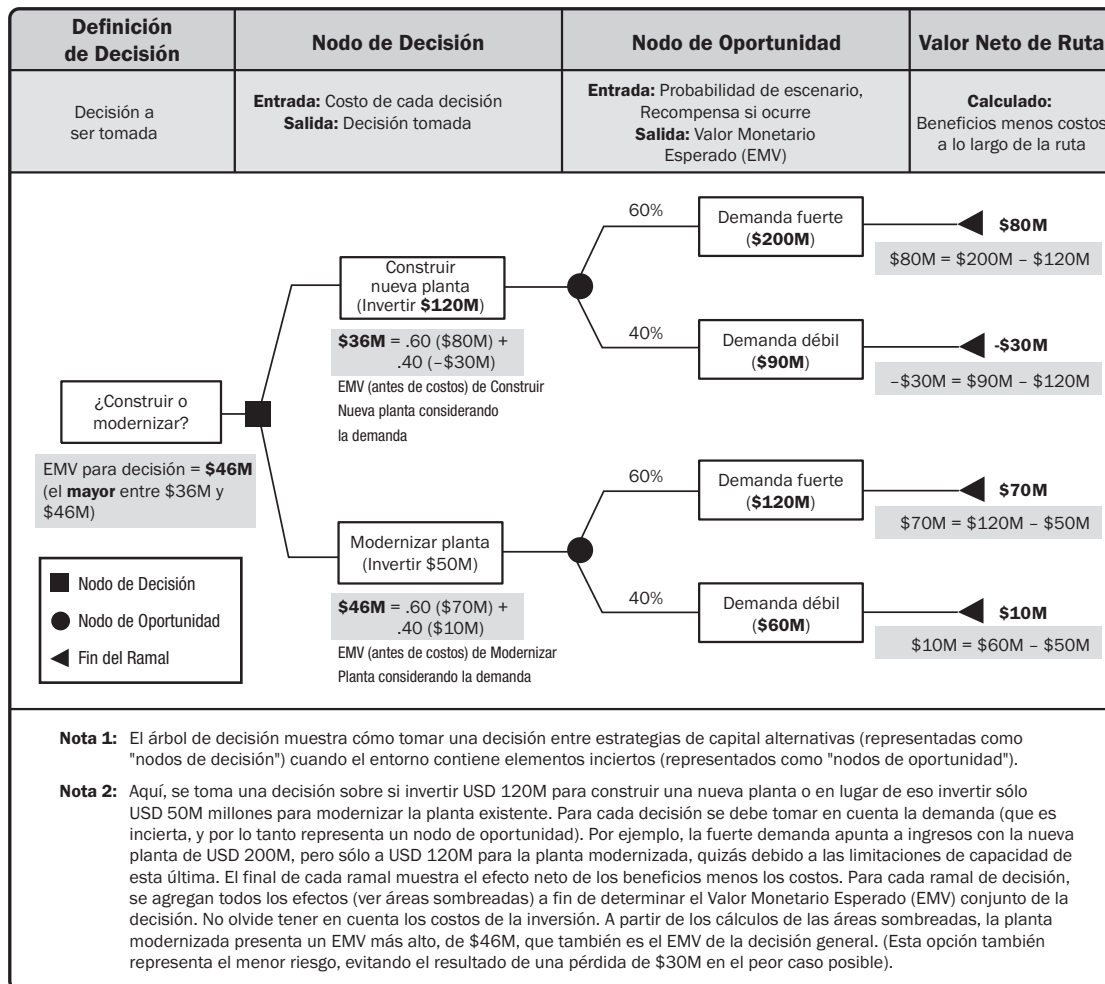 Definición
de Decisión
Nodo de Decisión
Nodo de Oportunidad
Valor Neto de Ruta
Decisión a
ser tomada
Entrada: Costo de cada decisión
Salida: Decisión tomada
Entrada: Probabilidad de escenario,
Recompensa si ocurre
Salida: Valor Monetario
Esperado (EMV)
Calculado:
Beneficios menos costos
a lo largo de la ruta
¿Construir o
modernizar?
EMV para decisión = $46M
(el mayor entre $36M y
$46M)
Construir
nueva planta
(Invertir $120M)
$36M = .60 ($80M) +
.40 (–$30M)
EMV (antes de costos) de Construir
Nueva planta considerando
la demanda
60%
Demanda fuerte
($200M)
$80M
$80M = $200M – $120M
40%
Demanda débil
($90M)
-$30M
–$30M = $90M – $120M
Modernizar planta
(Invertir $50M)
$46M = .60 ($70M) +
.40 ($10M)
EMV (antes de costos) de Modernizar
Planta considerando la demanda
60%
Demanda fuerte
($120M)
$70M
$70M = $120M – $50M
40%
Demanda débil
($60M)
$10M
$10M = $60M – $50M
Nodo de Decisión
Nodo de Oportunidad
Fin del Ramal
Nota 1: El árbol de decisión muestra cómo tomar una decisión entre estrategias de capital alternativas (representadas como
"nodos de decisión") cuando el entorno contiene elementos inciertos (representados como "nodos de oportunidad").
Nota 2: Aquí, se toma una decisión sobre si invertir USD 120M para construir una nueva planta o en lugar de eso invertir sólo
USD 50M millones para modernizar la planta existente. Para cada decisión se debe tomar en cuenta la demanda (que es
incierta, y por lo tanto representa un nodo de oportunidad). Por ejemplo, la fuerte demanda apunta a ingresos con la nueva
planta de USD 200M, pero sólo a USD 120M para la planta modernizada, quizás debido a las limitaciones de capacidad de
esta última. El final de cada ramal muestra el efecto neto de los beneficios menos los costos. Para cada ramal de decisión,
se agregan todos los efectos (ver áreas sombreadas) a fin de determinar el Valor Monetario Esperado (EMV) conjunto de la
decisión. No olvide tener en cuenta los costos de la inversión. A partir de los cálculos de las áreas sombreadas, la planta
modernizada presenta un EMV más alto, de $46M, que también es el EMV de la decisión general. (Esta opción también
representa el menor riesgo, evitando el resultado de una pérdida de $30M en el peor caso posible).